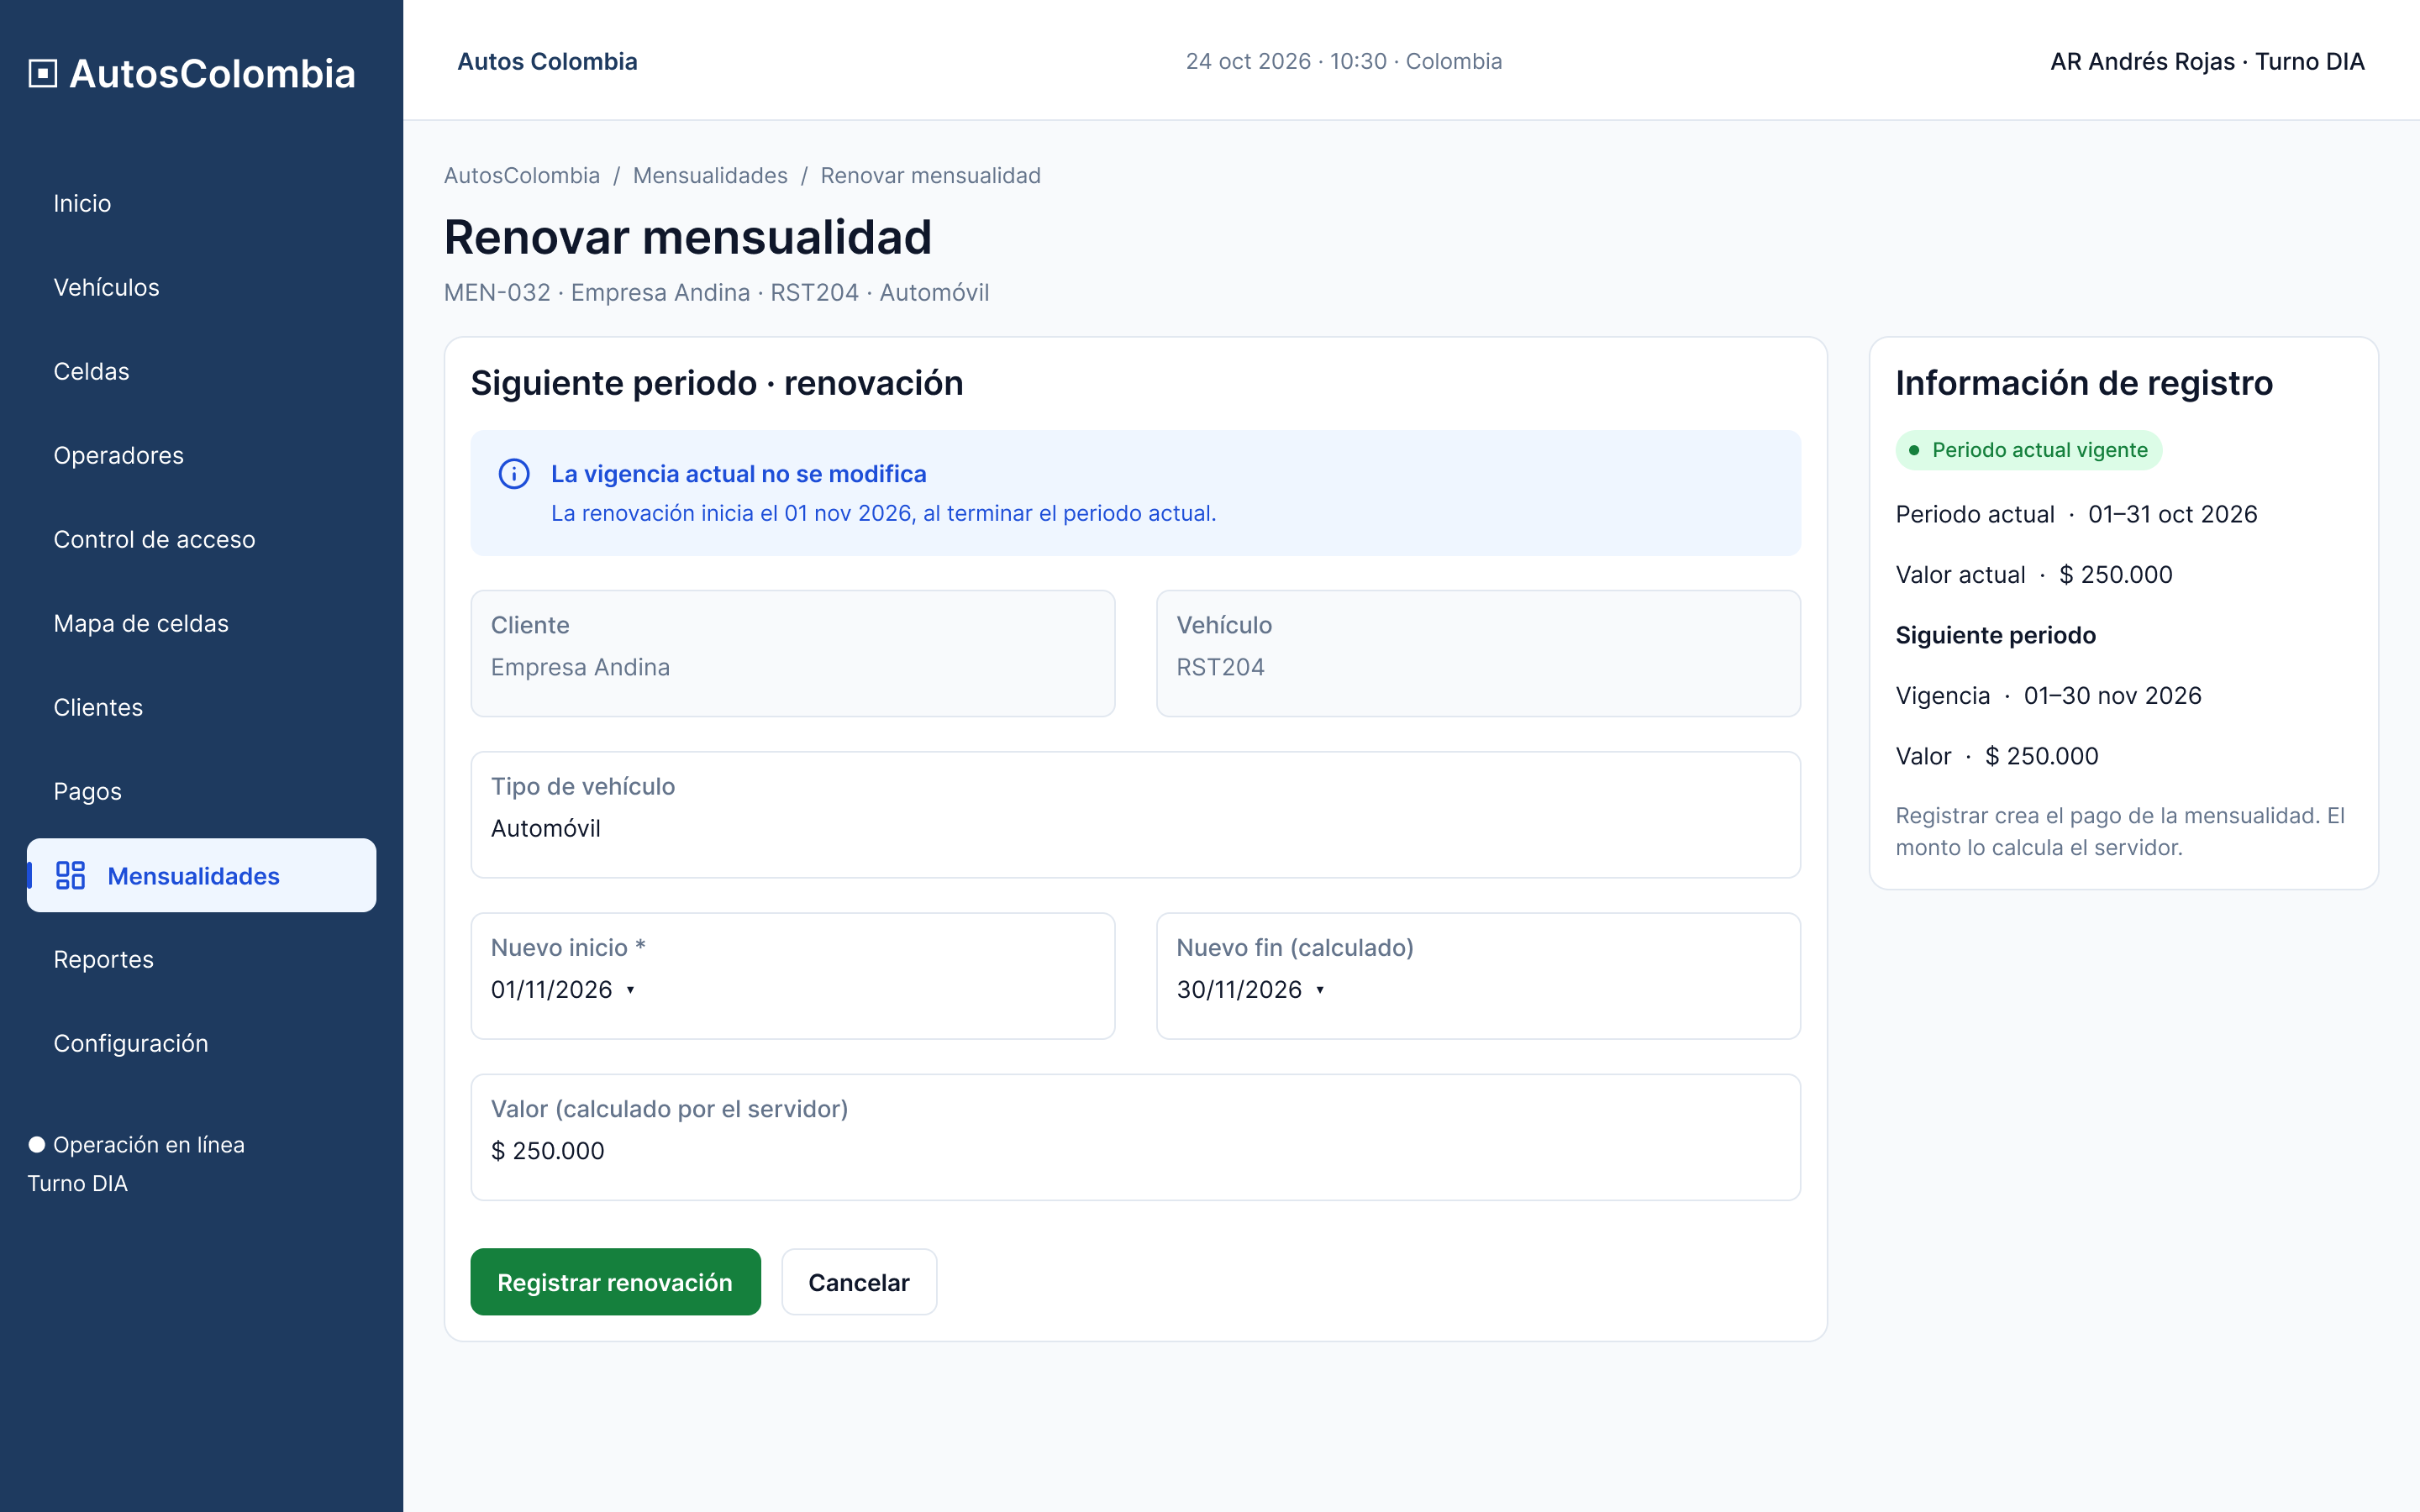 AutosColombia
Inicio
Vehículos
Celdas
Operadores
Control de acceso
Mapa de celdas
Clientes
Pagos
Mensualidades
Reportes
Configuración
Operación en línea
Turno DIA
Autos Colombia
24 oct 2026 · 10:30 · Colombia
AR Andrés Rojas · Turno DIA
AutosColombia / Mensualidades / Renovar mensualidad
Renovar mensualidad
MEN-032 · Empresa Andina · RST204 · Automóvil
Siguiente periodo · renovación
La vigencia actual no se modifica
La renovación inicia el 01 nov 2026, al terminar el periodo actual.
Cliente
Empresa Andina
Vehículo
RST204
Tipo de vehículo
Automóvil
Nuevo inicio *
01/11/2026
Nuevo fin (calculado)
30/11/2026
Valor (calculado por el servidor)
$ 250.000
Registrar renovación
Cancelar
Información de registro
Periodo actual vigente
Periodo actual · 01–31 oct 2026
Valor actual · $ 250.000
Siguiente periodo
Vigencia · 01–30 nov 2026
Valor · $ 250.000
Registrar crea el pago de la mensualidad. El
monto lo calcula el servidor.